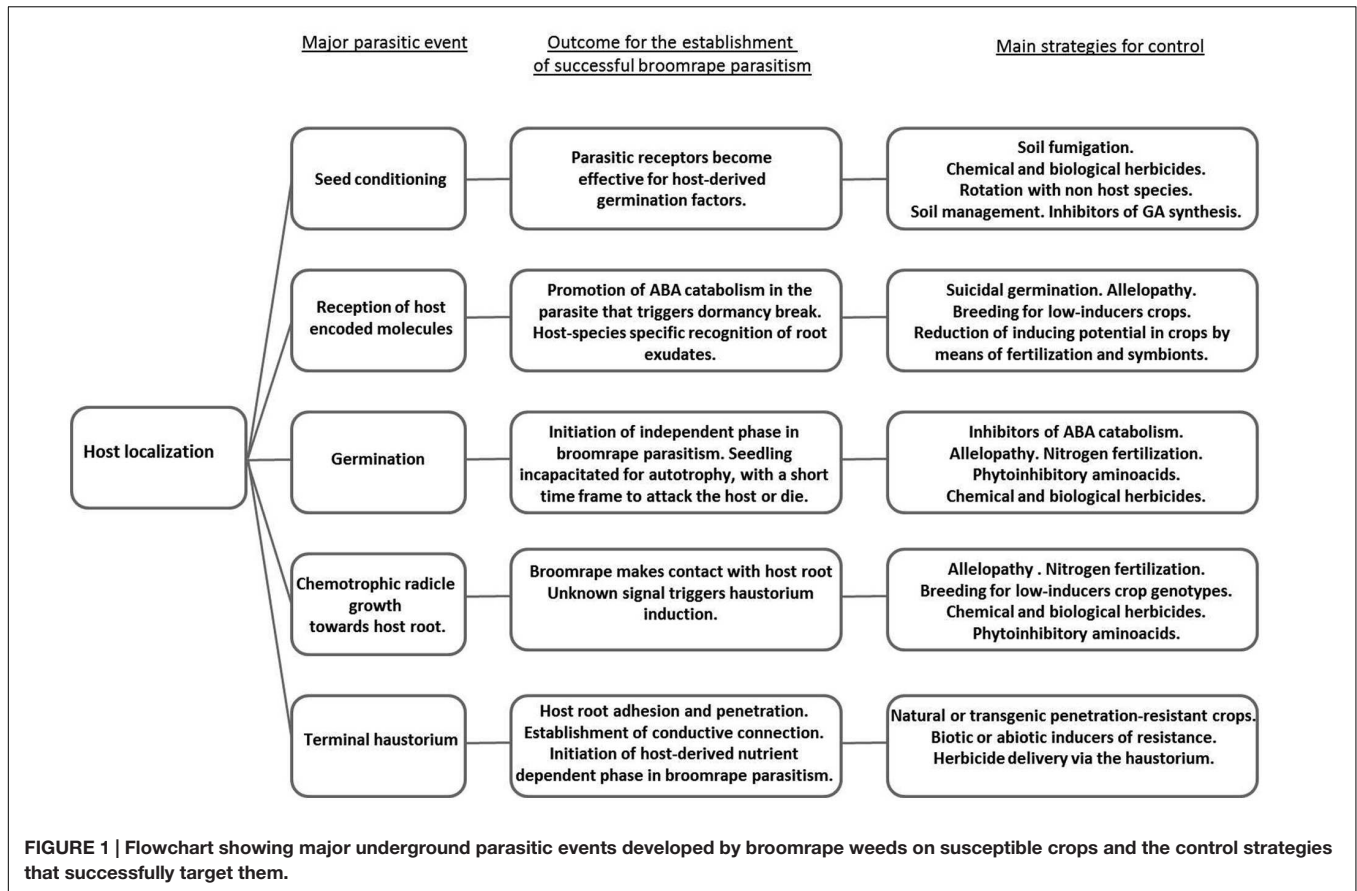 Major parasitic event
Outcome for the establishment
of successful broomrape parasitism
Main strategies for control
Host localization
Seed conditioning
Parasitic receptors become
effective for host-derived
germination factors.
Soil fumigation.
Chemical and biological herbicides.
Rotation with non host species.
Soil management. Inhibitors of GA synthesis.
Reception of host
encoded molecules
Promotion of ABA catabolism in the
parasite that triggers dormancy break.
Host-species specific recognition of root
exudates.
Suicidal germination. Allelopathy.
Breeding for low-inducers crops.
Reduction of inducing potential in crops by
means of fertilization and symbionts.
Germination
Initiation of independent phase in
broomrape parasitism. Seedling
incapacitated for autotrophy, with a short
time frame to attack the host or die.
Inhibitors of ABA catabolism.
Allelopathy. Nitrogen fertilization.
Phytoinhibitory aminoacids.
Chemical and biological herbicides.
Chemotrophic radicle
growth
towards host root.
Broomrape makes contact with host root
Unknown signal triggers haustorium
induction.
Allelopathy . Nitrogen fertilization.
Breeding for low-inducers crop genotypes.
Chemical and biological herbicides.
Phytoinhibitory aminoacids.
Terminal haustorium
Host root adhesion and penetration.
Establishment of conductive connection.
Initiation of host-derived nutrient
dependent phase in broomrape parasitism.
Natural or transgenic penetration-resistant crops.
Biotic or abiotic inducers of resistance.
Herbicide delivery via the haustorium.
FIGURE 1 | Flowchart showing major underground parasitic events developed by broomrape weeds on susceptible crops and the control strategies
that successfully target them.